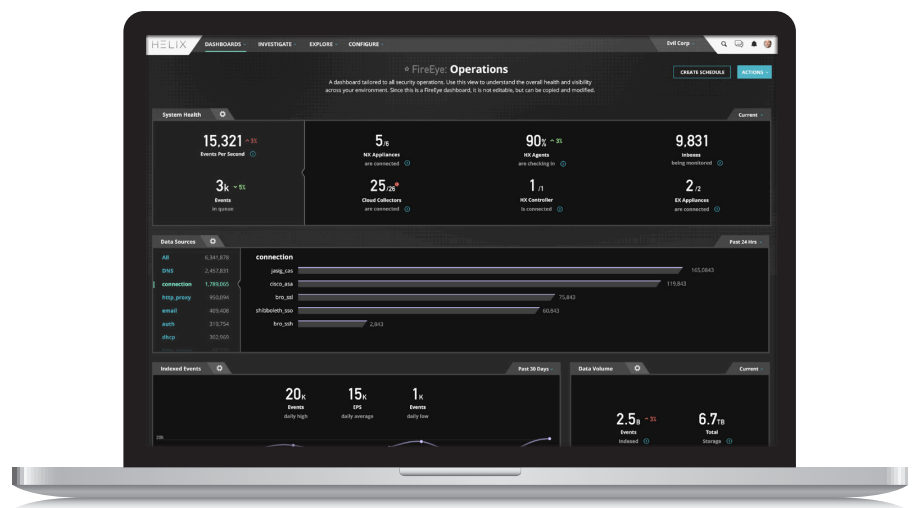 HELIX
DASHBOARDS
INVESTIGATE
EXPLORE
CONFIGURE
Evil Corp
FireEye: Operations
A dashboard tailored to all security operations. Use this view to understand the overall health and visibility
across your environment. Since this is a FireEye dashboard, it is not editable, but can be copied and modified.
CREATE SCHEDULE
ACTIONS
System Health
Current
15,321 3%
Events Per Second
3k 5%
Events
in queue
5/6
NX Appliances
are connected
90% 3%
HX Agents
are checking in
9,831
Inboxes
being monitored
25/26
Cloud Collectors
are connected
1/1
HX Controller
is connected
2/2
EX Appliances
are connected
Data Sources
Past 24 Hrs
All 6,341,878
DNS 2,457,831
connection 1,789,065
http_proxy 950,094
email 409,408
auth 319,754
dhcp 302,969
connection
jasig_cas 165,0843
cisco_asa 119,843
bro_ssl 75,843
shibboleth_sso 60,843
bro_ssh 2,843
Indexed Events
Past 30 Days
20K
Events
daily high
15K
EPS
daily average
1K
Events
daily low
20k
Data Volume
Current
2.5B 3%
Events
Indexed
6.7TB
Total
Storage